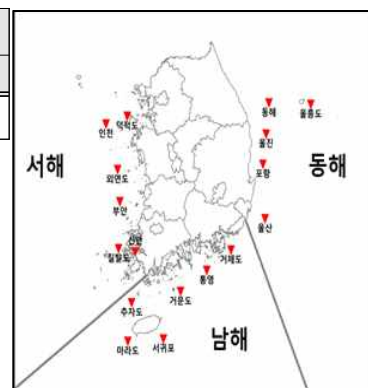 동해
울릉도
덕적도
인천
울진
서해
외연도
포항
동해
부안
울산
신안
칠발도
거제도
통영
거문도
추자도
남해
마라도
서귀포